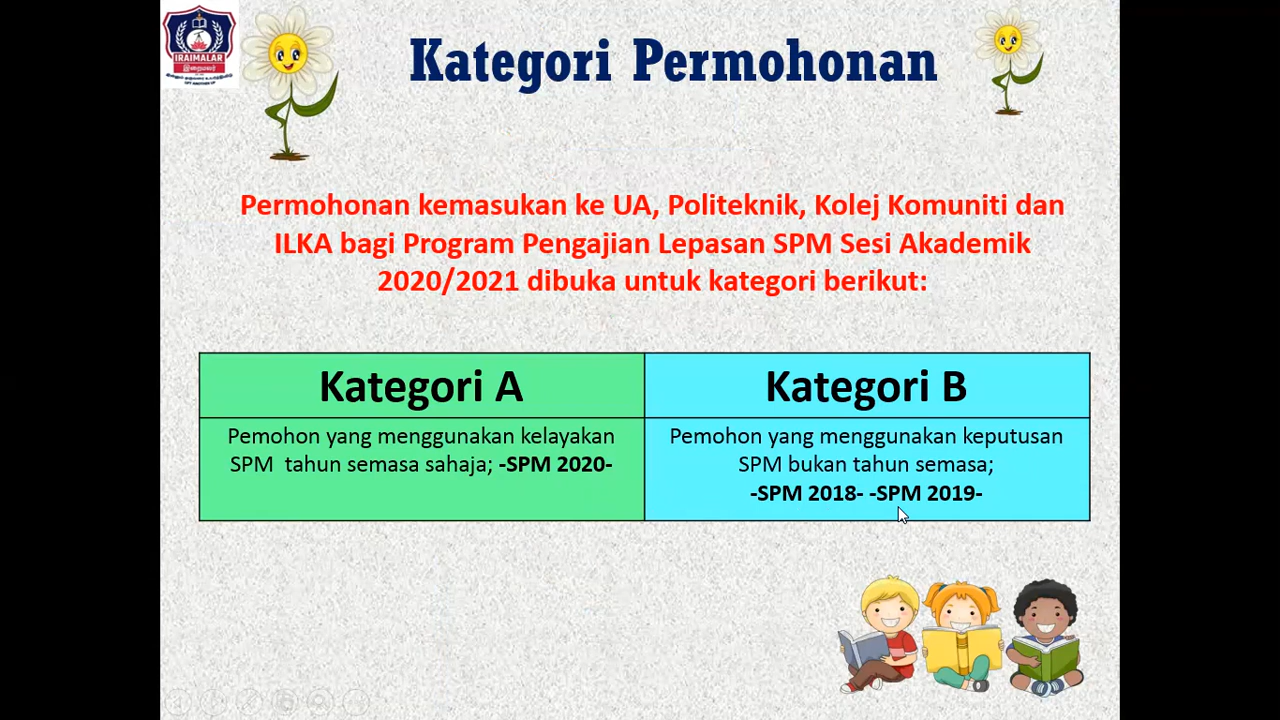 IRAIMALAR
இறைமலர்
Kategori Permohonan
Permohonan kemasukan ke UA, Politeknik, Kolej Komuniti dan
ILKA bagi Program Pengajian Lepasan SPM Sesi Akademik
2020/2021 dibuka untuk kategori berikut:
Kategori A
Pemohon yang menggunakan kelayakan
SPM tahun semasa sahaja; -SPM 2020-
Kategori B
Pemohon yang menggunakan keputusan
SPM bukan tahun semasa;
-SPM 2018- -SPM 2019-